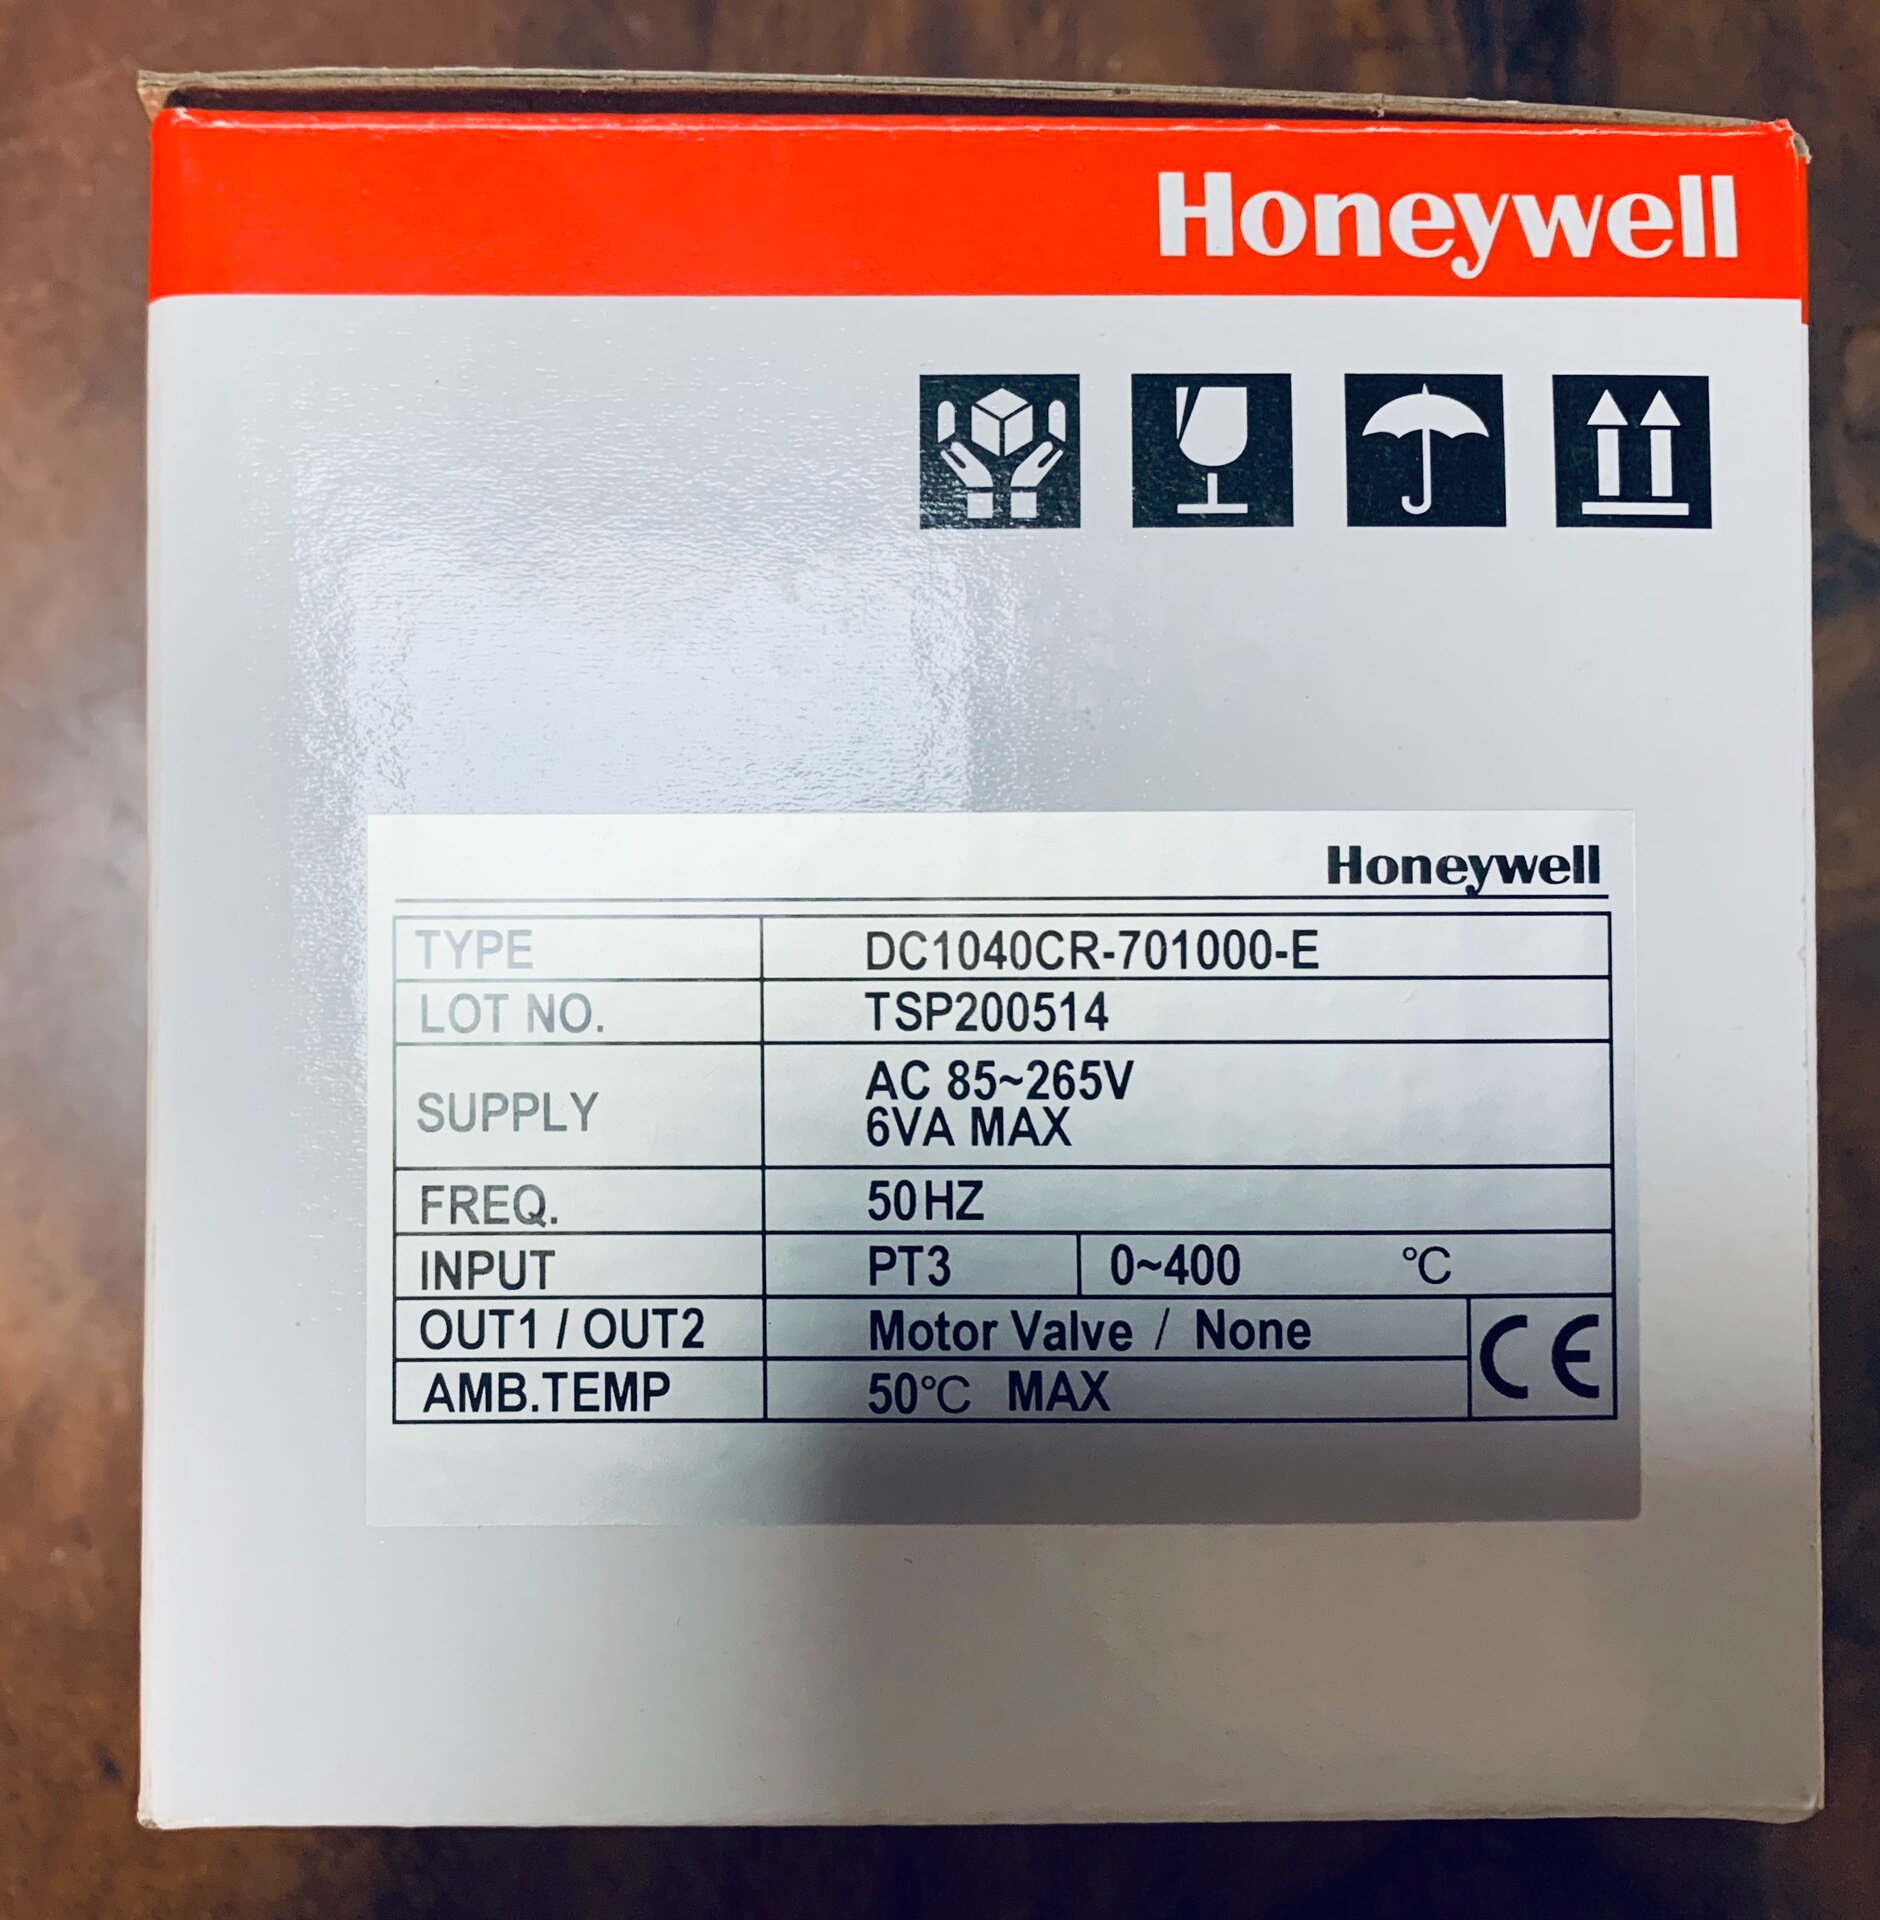 Honeywell
Honeywell
TYPE DC1040CR-701000-E
LOT NO. TSP200514
SUPPLY AC 85~265V
6VA MAX
FREQ. 50HZ
INPUT PT3 0~400 °C
OUT1 / OUT2 Motor Valve / None
CE
AMB.TEMP 50°C MAX